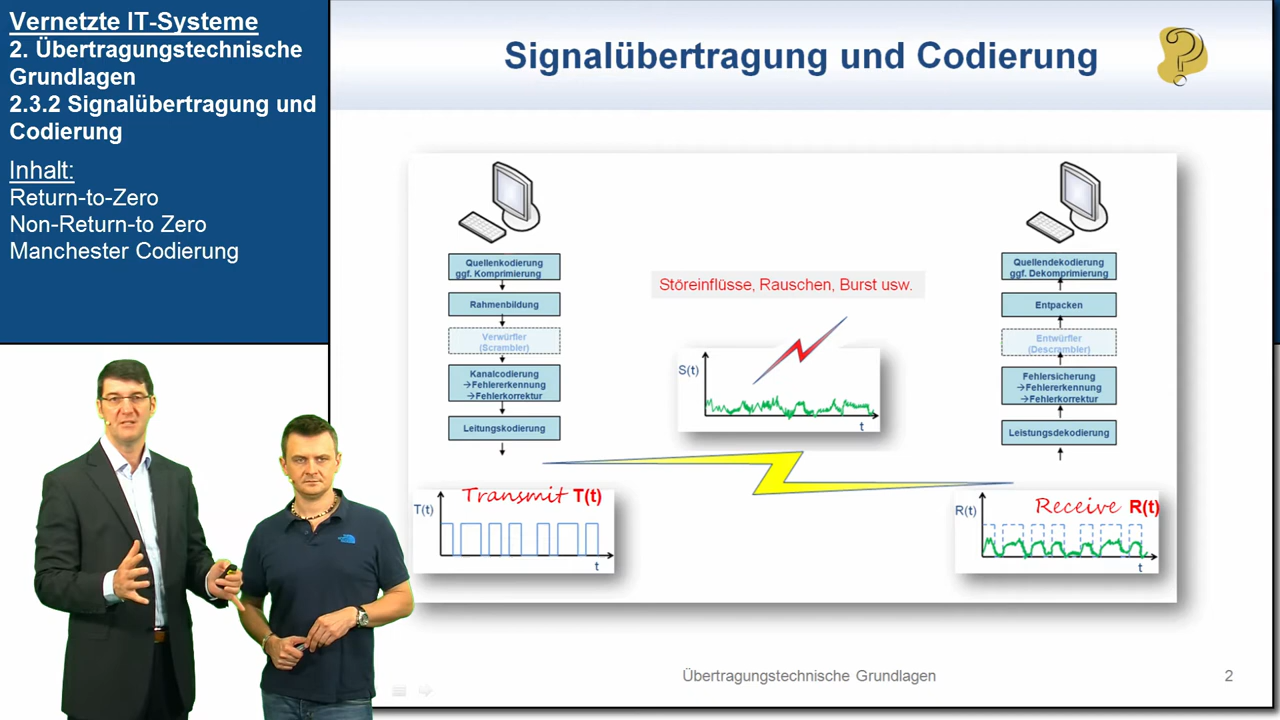 Vernetzte IT-Systeme
2. Übertragungstechnische
Grundlagen
2.3.2 Signalübertragung und
Codierung
Inhalt:
Return-to-Zero
Non-Return-to Zero
Manchester Codierung
Signalübertragung und Codierung
?
Quellenkodierung
ggf. Komprimierung
Rahmenbildung
Verwürfler
(Scrambler)
Kanalcodierung
→Fehlererkennung
→Fehlerkorrektur
Leitungskodierung
Transmit T(t)
T(t)
t
Störeinflüsse, Rauschen, Burst usw.
S(t)
t
Quellendekodierung
ggf. Dekomprimierung
Entpacken
Entwürfler
(Descrambler)
Fehlersicherung
→Fehlererkennung
→Fehlerkorrektur
Leistungsdekodierung
Receive R(t)
R(t)
t
Übertragungstechnische Grundlagen
2